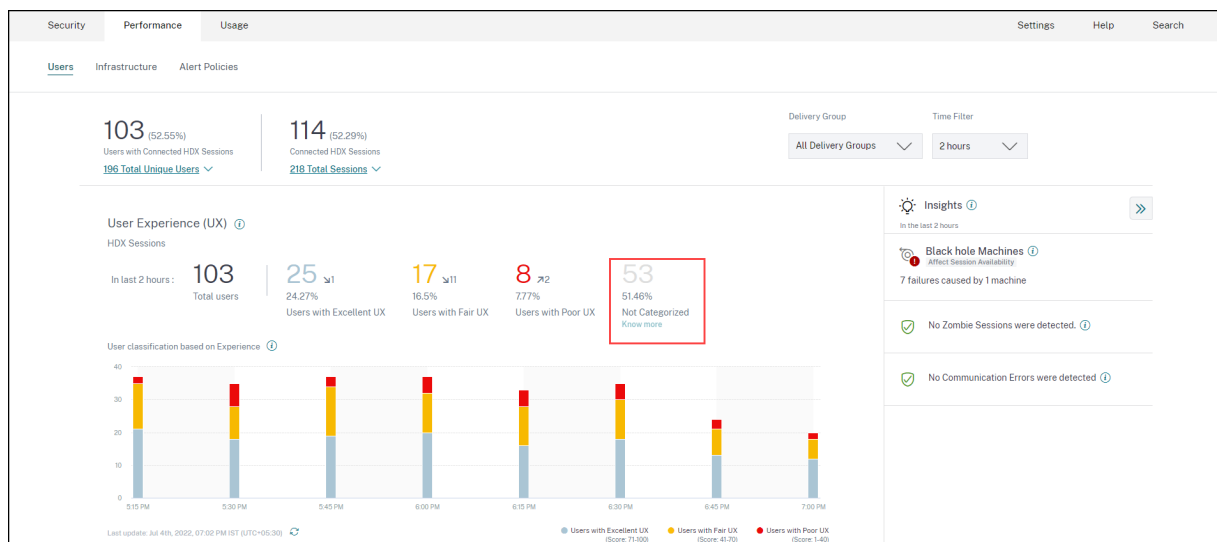 Security Performance Usage Settings Help Search
Users Infrastructure Alert Policies
103 (52.55%)
Users with Connected HDX Sessions
196 Total Unique Users
114 (52.29%)
Connected HDX Sessions
218 Total Sessions
Delivery Group
All Delivery Groups
Time Filter
2 hours
User Experience (UX)
HDX Sessions
In last 2 hours :
103
Total users
25 1
24.27%
Users with Excellent UX
17 11
16.5%
Users with Fair UX
8 2
7.77%
Users with Poor UX
53
51.46%
Not Categorized
Know more
User classification based on Experience
40
30
20
10
0
5:15 PM 5:30 PM 5:45 PM 6:00 PM 6:15 PM 6:30 PM 6:45 PM 7:00 PM
Last update: Jul 4th, 2022, 07:02 PM IST (UTC+05:30)
Users with Excellent UX
(Score: 71-100)
Users with Fair UX
(Score: 41-70)
Users with Poor UX
(Score: 1-40)
Insights
In the last 2 hours
Black hole Machines
Affect Session Availability
7 failures caused by 1 machine
No Zombie Sessions were detected.
No Communication Errors were detected